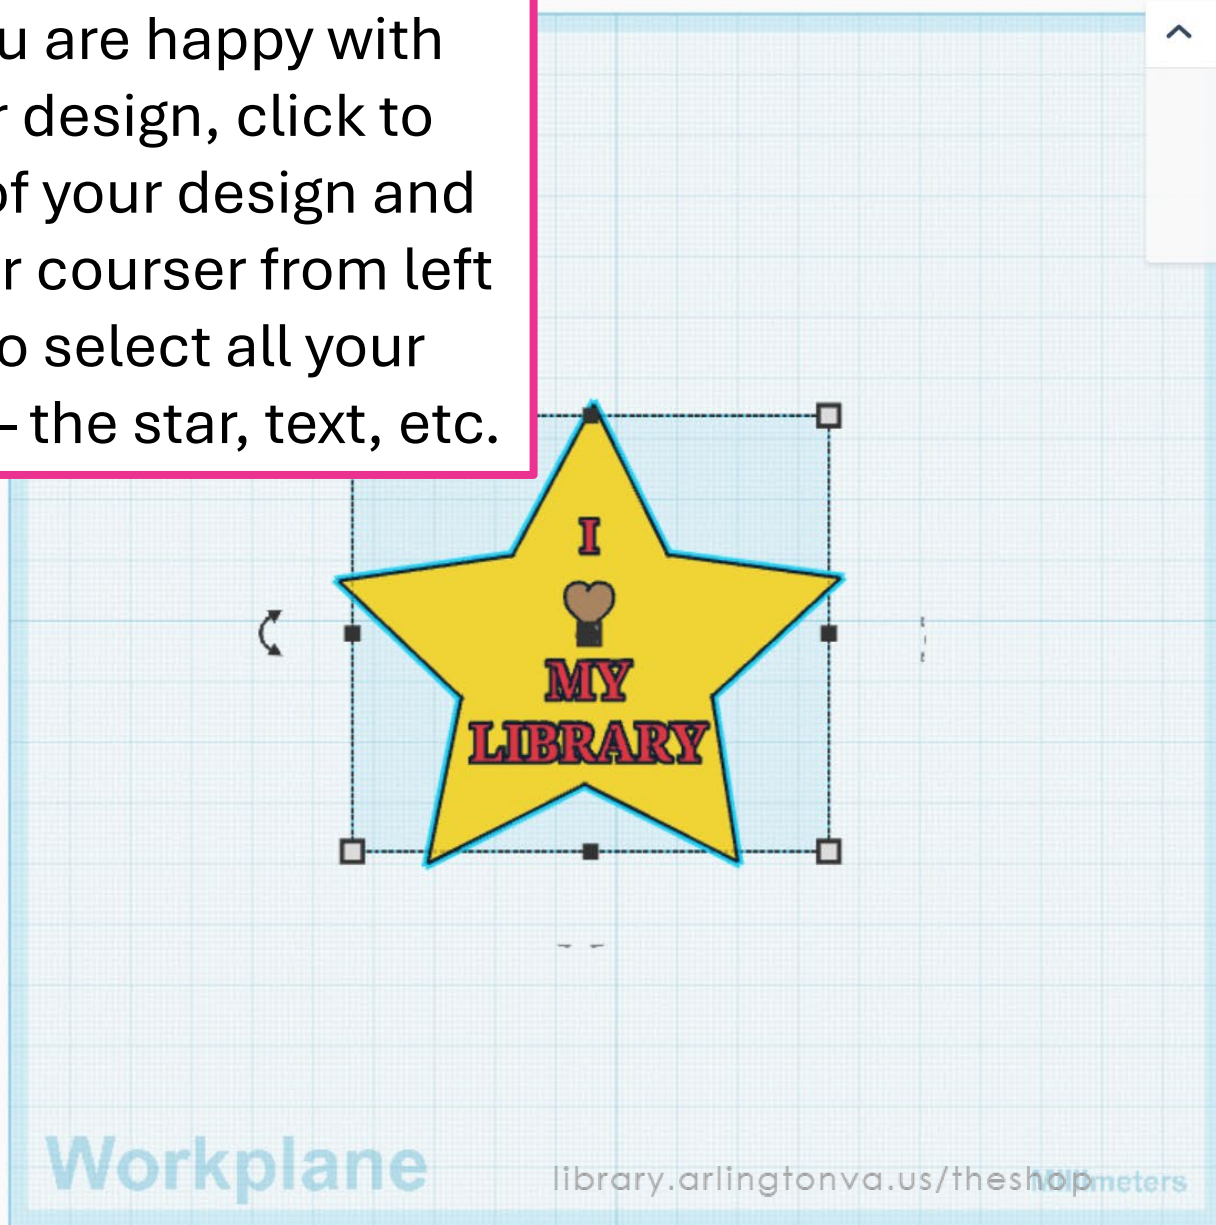 u are happy with
r design, click to
of your design and
r courser from left
o select all your
– the star, text, etc.
I
MY
LIBRARY
Workplane
library.arlingtonva.us/theshop